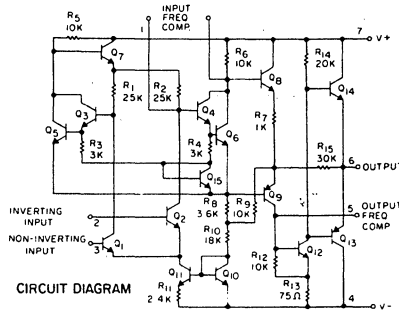 R5
10K
INPUT
FREQ
COMP.
1
8
7
V+
Q7
R6
10K
Q8
R14
20K
Q14
R1
25K
R2
25K
Q3
Q4
Q5
Q6
R7
1K
R3
3K
R4
3K
R15
30K
6
OUTPUT
Q15
R8
3.6K
R9
10K
Q9
5
OUTPUT
FREQ
COMP
INVERTING
INPUT
2
Q2
R10
18K
NON-INVERTING
INPUT
3
Q1
R12
10K
Q12
Q13
Q11
Q10
CIRCUIT DIAGRAM
R11
2.4K
R13
75Ω
4
V-